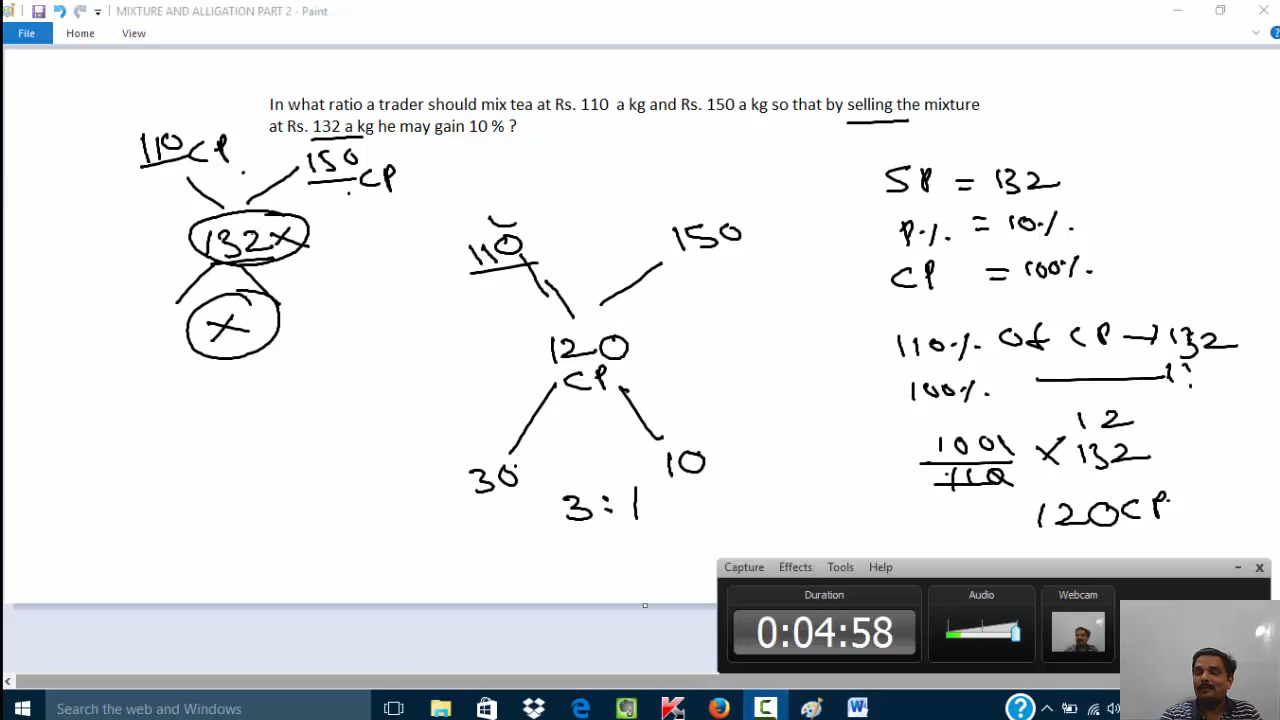 MIXTURE AND ALLIGATION PART 2 - Paint
File Home View
In what ratio a trader should mix tea at Rs. 110 a kg and Rs. 150 a kg so that by selling the mixture
at Rs. 132 a kg he may gain 10 % ?
110 CP
150 CP
132 X
X
110 150
120
CP
30 10
3 : 1
SP = 132
P.%. = 10%.
CP = 100%.
110%. Of CP → 132
100%. ?
12
100 × 132
110
120 CP.
Capture Effects Tools Help
Duration Audio Webcam
0:04:58
Search the web and Windows